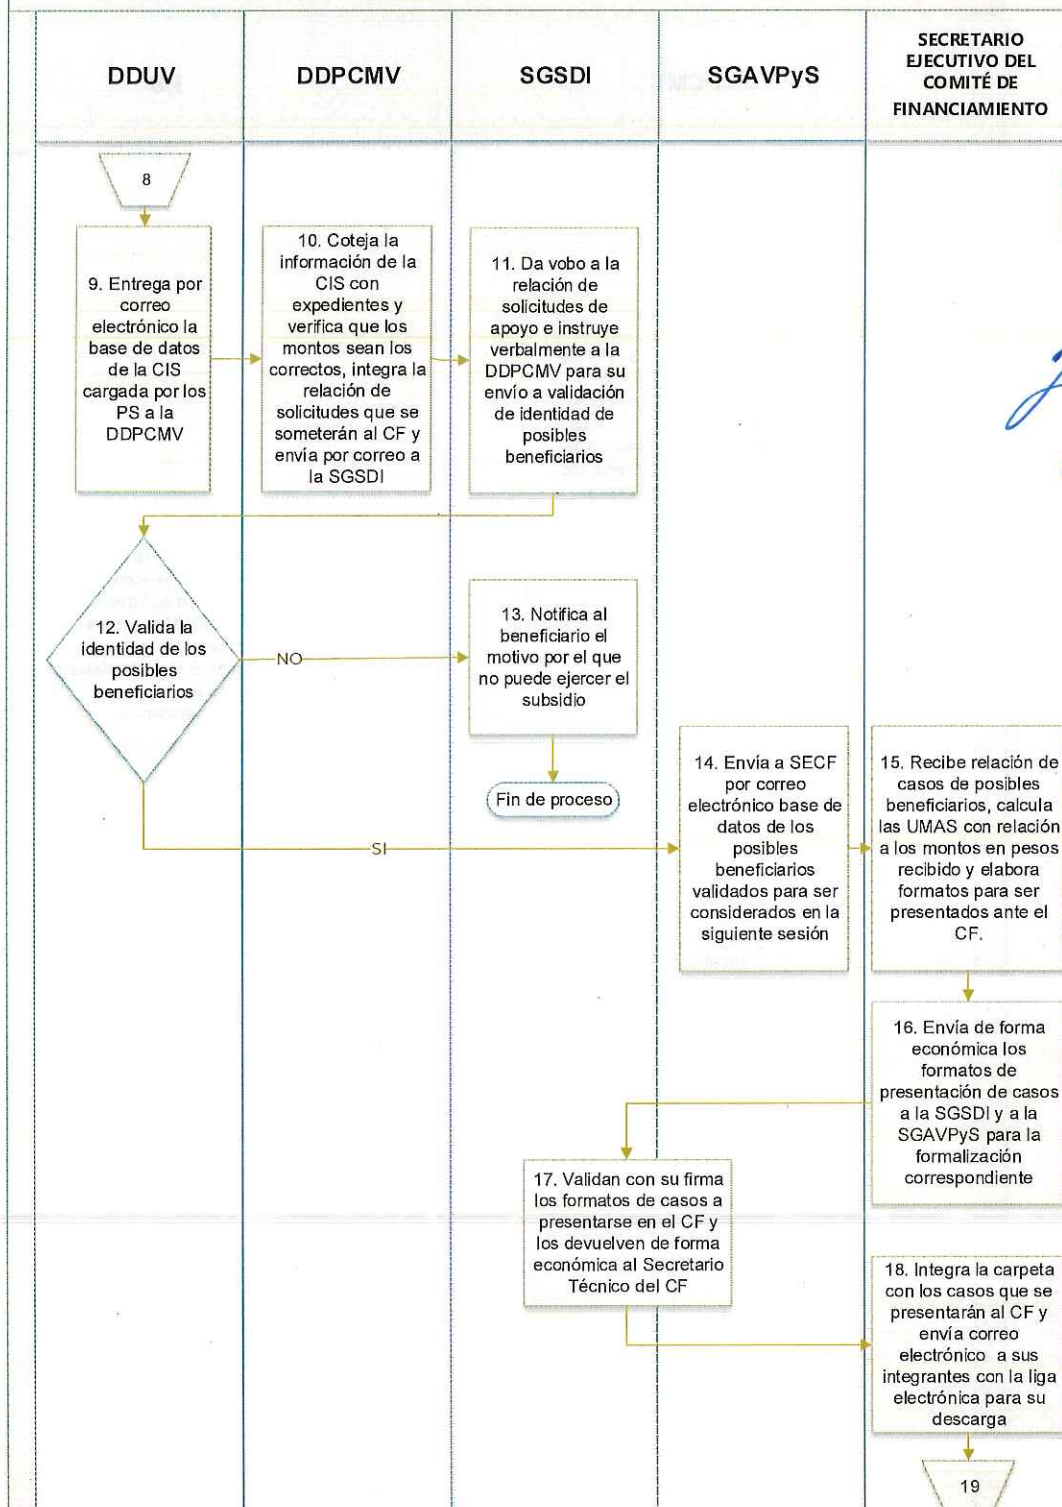 DDUV
DDPCMV
SGSDI
SGAVPyS
SECRETARIO
EJECUTIVO DEL
COMITÉ DE
FINANCIAMIENTO
8
9. Entrega por
correo
electrónico la
base de datos
de la CIS
cargada por los
PS a la
DDPCMV
10. Coteja la
información de la
CIS con
expedientes y
verifica que los
montos sean los
correctos, integra la
relación de
solicitudes que se
someterán al CF y
envía por correo a
la SGSDI
11. Da vobo a la
relación de
solicitudes de
apoyo e instruye
verbalmente a la
DDPCMV para su
envío a validación
de identidad de
posibles
beneficiarios
12. Valida la
identidad de los
posibles
beneficiarios
NO
13. Notifica al
beneficiario el
motivo por el que
no puede ejercer el
subsidio
Fin de proceso
SI
14. Envía a SECF
por correo
electrónico base de
datos de los
posibles
beneficiarios
validados para ser
considerados en la
siguiente sesión
15. Recibe relación de
casos de posibles
beneficiarios, calcula
las UMAS con relación
a los montos en pesos
recibido y elabora
formatos para ser
presentados ante el
CF.
16. Envía de forma
económica los
formatos de
presentación de casos
a la SGSDI y a la
SGAVPyS para la
formalización
correspondiente
17. Validan con su firma
los formatos de casos a
presentarse en el CF y
los devuelven de forma
económica al Secretario
Técnico del CF
18. Integra la carpeta
con los casos que se
presentarán al CF y
envía correo
electrónico a sus
integrantes con la liga
electrónica para su
descarga
19